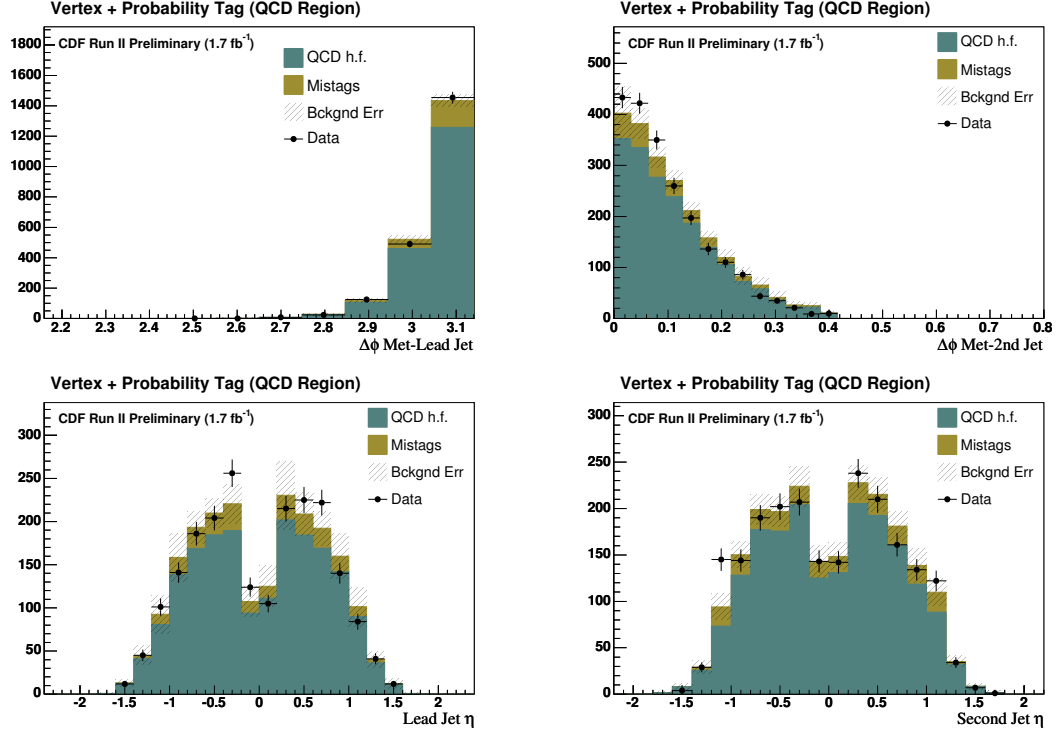 Vertex + Probability Tag (QCD Region)
CDF Run II Preliminary (1.7 fb⁻¹)
QCD h.f.
Mistags
Bckgnd Err
Data
1800
1600
1400
1200
1000
800
600
400
200
0
2.2 2.3 2.4 2.5 2.6 2.7 2.8 2.9 3 3.1
Δϕ Met-Lead Jet
Vertex + Probability Tag (QCD Region)
CDF Run II Preliminary (1.7 fb⁻¹)
QCD h.f.
Mistags
Bckgnd Err
Data
500
400
300
200
100
0
0 0.1 0.2 0.3 0.4 0.5 0.6 0.7 0.8
Δϕ Met-2nd Jet
Vertex + Probability Tag (QCD Region)
CDF Run II Preliminary (1.7 fb⁻¹)
QCD h.f.
Mistags
Bckgnd Err
Data
300
250
200
150
100
50
0
-2 -1.5 -1 -0.5 0 0.5 1 1.5 2
Lead Jet η
Vertex + Probability Tag (QCD Region)
CDF Run II Preliminary (1.7 fb⁻¹)
QCD h.f.
Mistags
Bckgnd Err
Data
300
250
200
150
100
50
0
-2 -1.5 -1 -0.5 0 0.5 1 1.5 2
Second Jet η